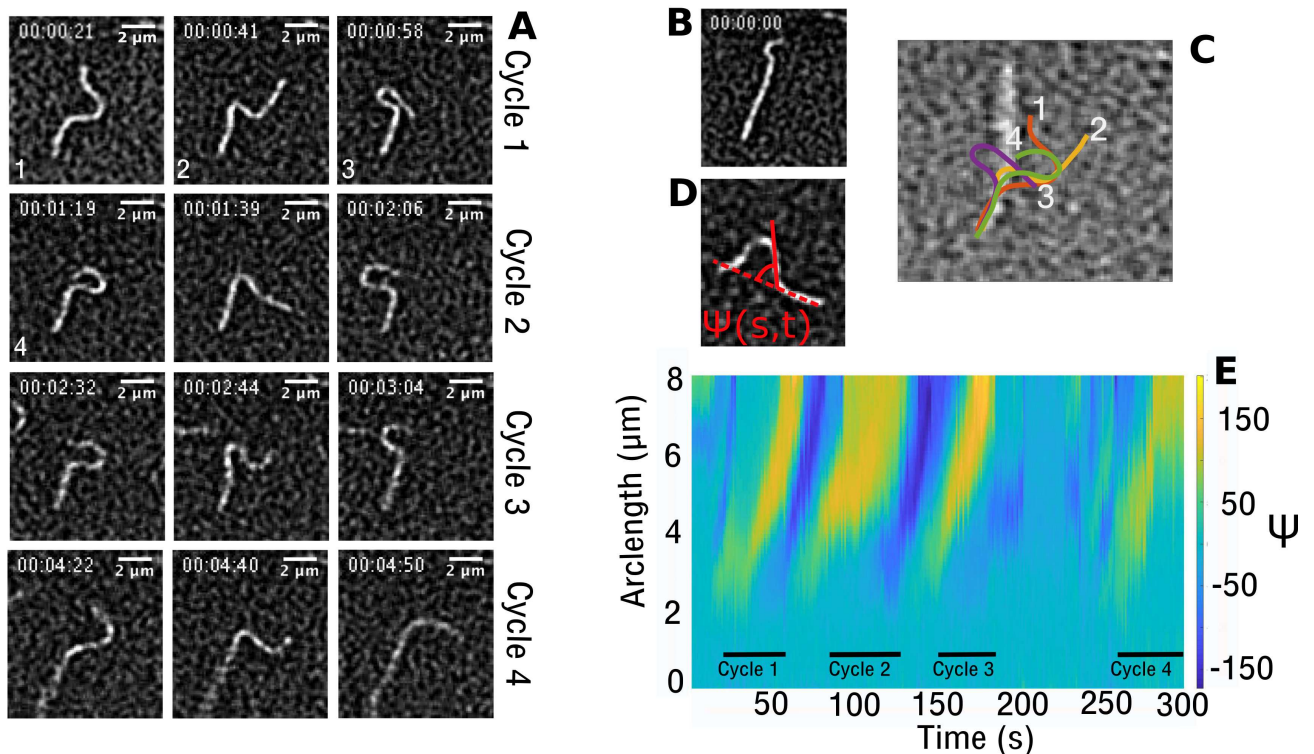 A
00:00:21
2 μm
1
00:00:41
2 μm
2
00:00:58
2 μm
3
Cycle 1
00:01:19
2 μm
4
00:01:39
2 μm
00:02:06
2 μm
Cycle 2
00:02:32
2 μm
00:02:44
2 μm
00:03:04
2 μm
Cycle 3
00:04:22
2 μm
00:04:40
2 μm
00:04:50
2 μm
Cycle 4
B
00:00:00
C
1
2
4
3
D
Ψ(s,t)
E
Arclength (μm)
8
6
4
2
0
Cycle 1
Cycle 2
Cycle 3
Cycle 4
50
100
150
200
250
300
Time (s)
150
50
-50
-150
Ψ